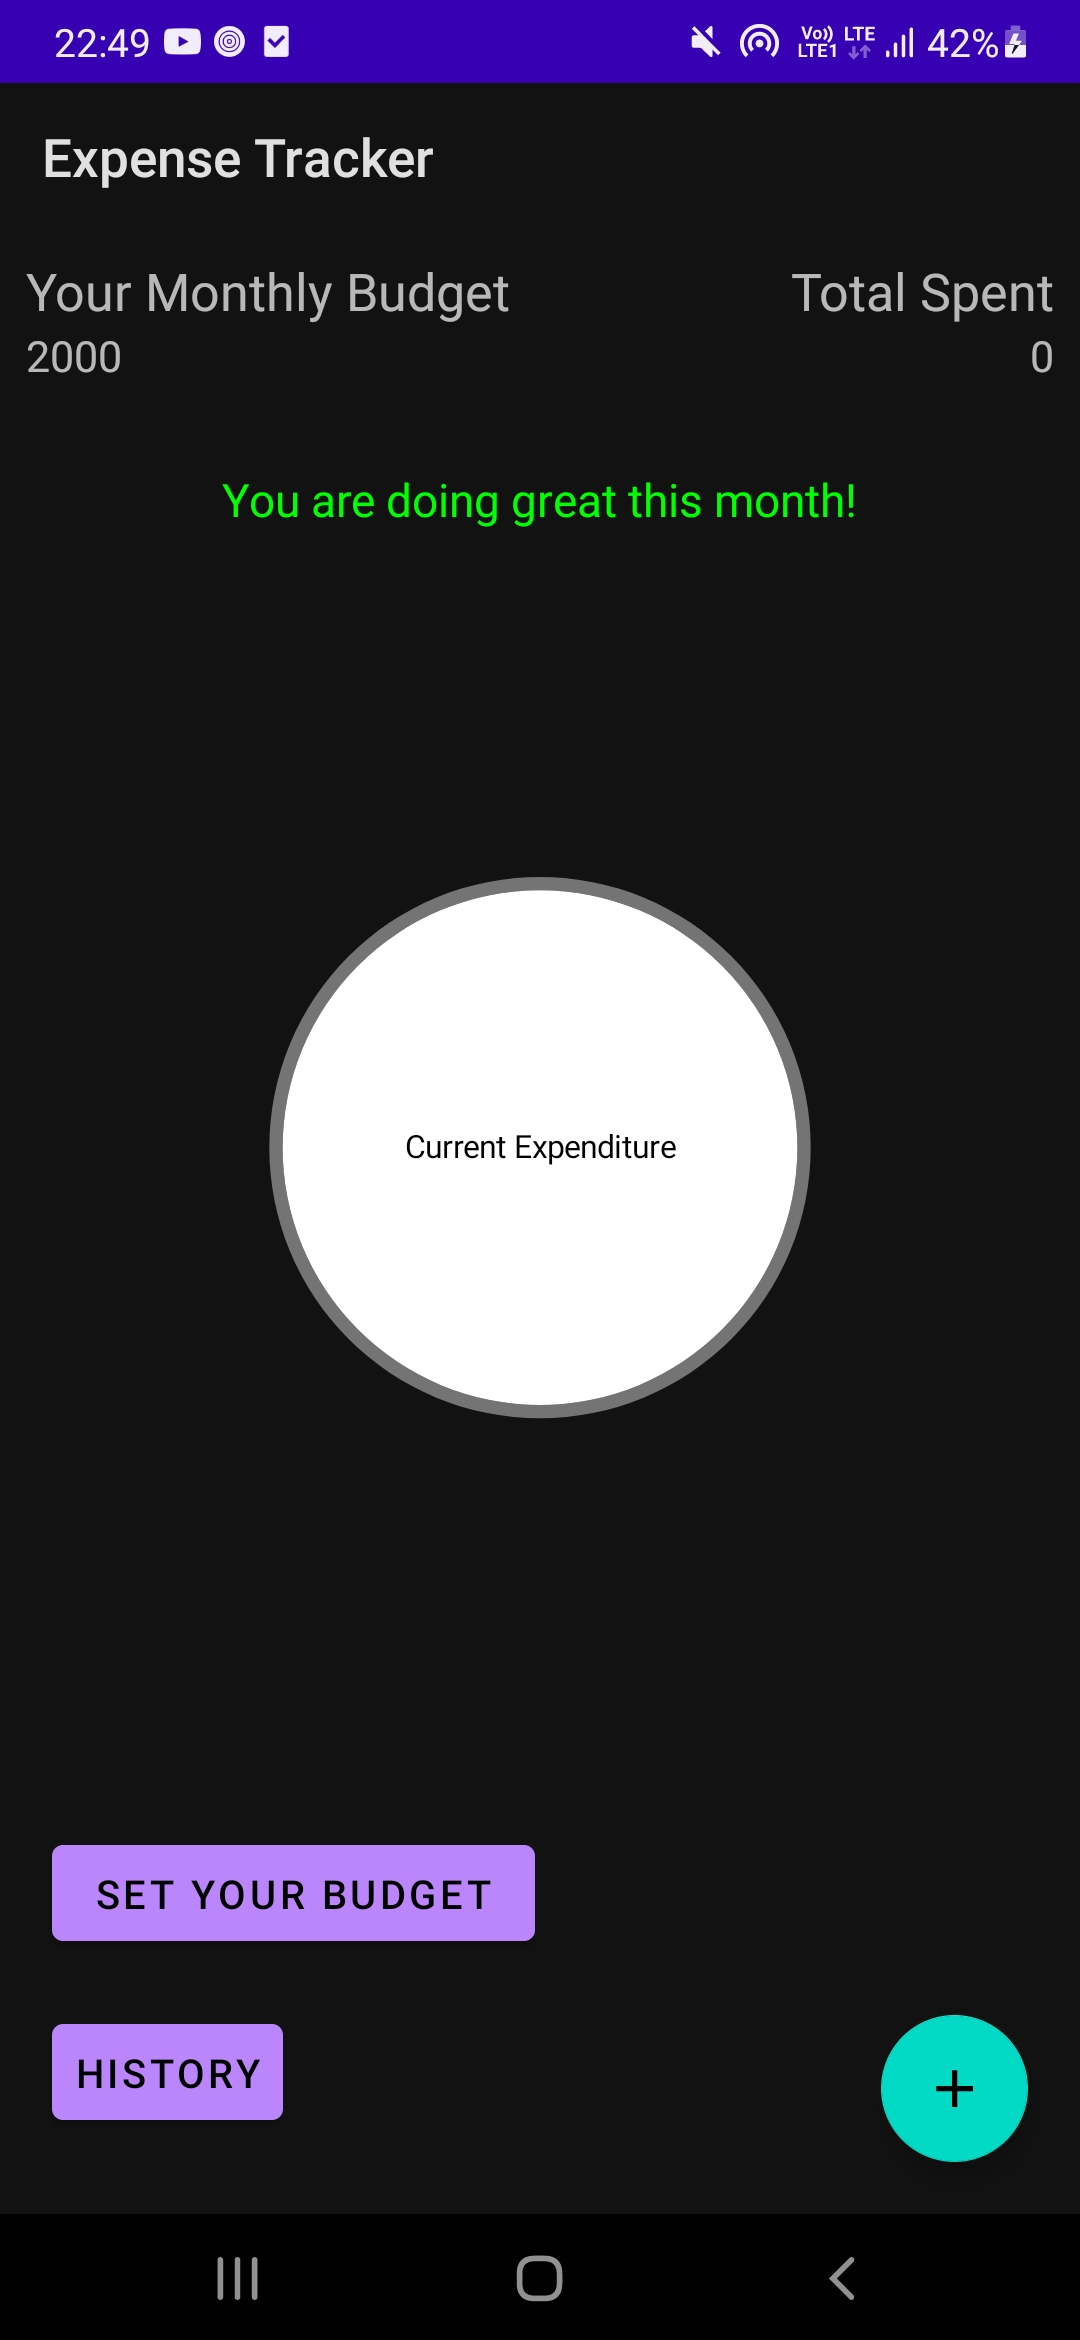 22:49 Vo)) LTE1 LTE 42%
Expense Tracker
Your Monthly Budget Total Spent
2000 0
You are doing great this month!
Current Expenditure
SET YOUR BUDGET
HISTORY
+